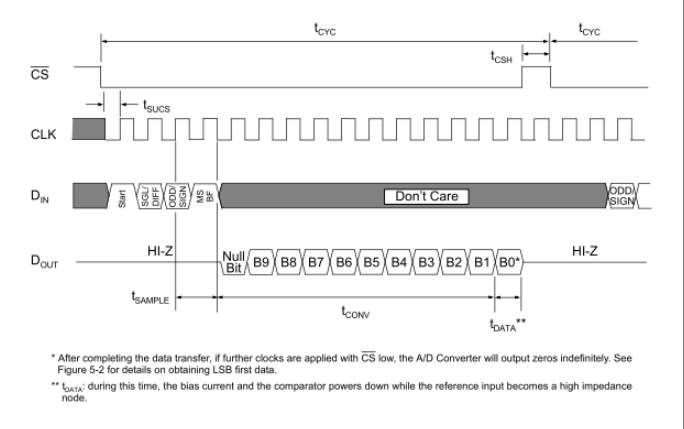 tCYC tCYC
tCSH
CS
tSUCS
CLK
DIN Start SGL/ DIFF ODD/ SIGN MS BF Don't Care ODD/ SIGN
HI-Z HI-Z
DOUT Null Bit B9 B8 B7 B6 B5 B4 B3 B2 B1 B0*
tSAMPLE tCONV
tDATA**
* After completing the data transfer, if further clocks are applied with CS low, the A/D Converter will output zeros indefinitely. See
Figure 5-2 for details on obtaining LSB first data.
** tDATA: during this time, the bias current and the comparator powers down while the reference input becomes a high impedance
node.